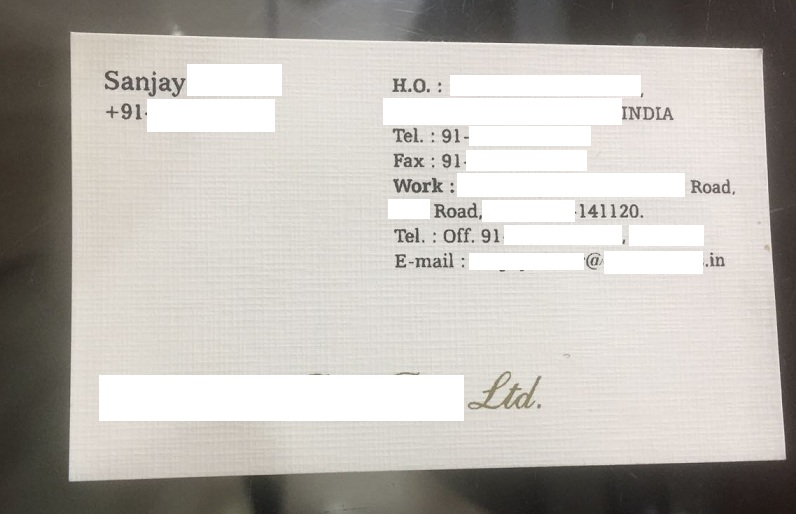 Sanjay
+91-
H.O. : ,
INDIA
Tel. : 91-
Fax : 91-
Work : Road,
Road, -141120.
Tel. : Off. 91 ,
E-mail : @ .in
Ltd.